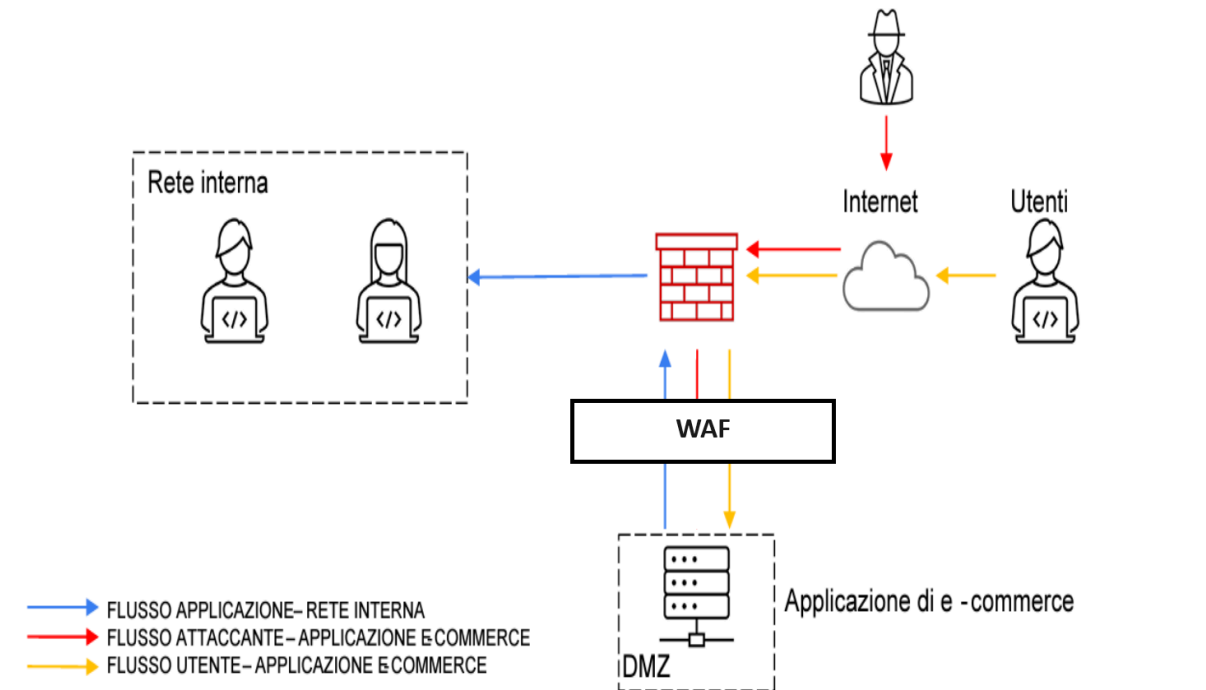 Rete interna
Internet
Utenti
</>
</>
</>
WAF
Applicazione di e -commerce
DMZ
FLUSSO APPLICAZIONE– RETE INTERNA
FLUSSO ATTACCANTE – APPLICAZIONE E-COMMERCE
FLUSSO UTENTE– APPLICAZIONE E-COMMERCE